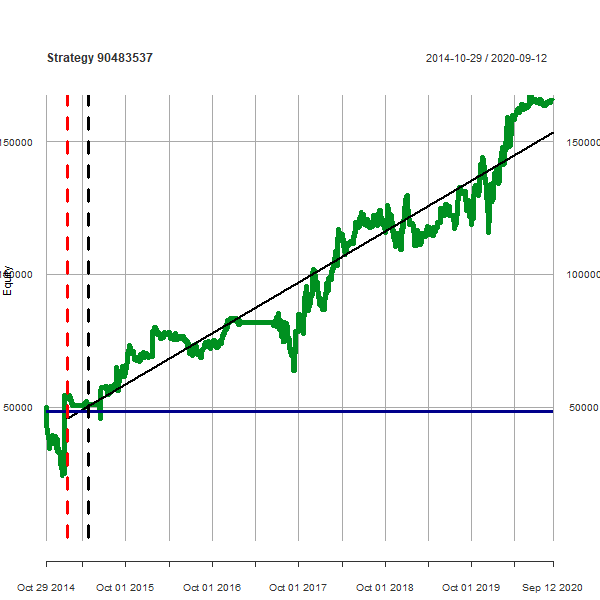 Strategy 90483537
2014-10-29 / 2020-09-12
150000 150000
100000 100000
50000 50000
Equity
Oct 29 2014 Oct 01 2015 Oct 01 2016 Oct 01 2017 Oct 01 2018 Oct 01 2019 Sep 12 2020